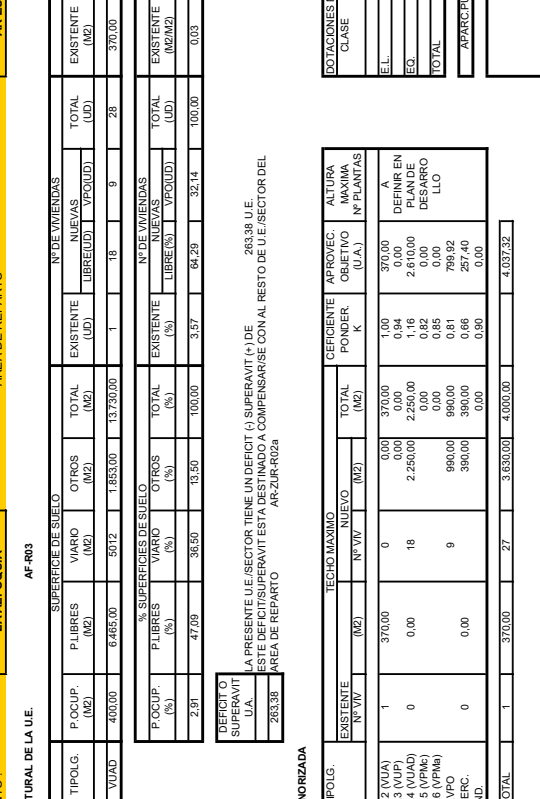 AF-R03
TURAL DE LA U.E.
SUPERFICIE DE SUELO
Nº DE VIVIENDAS
TIPOLG.
P.OCUP. (M2)
P.LIBRES (M2)
VIARIO (M2)
OTROS (M2)
TOTAL (M2)
EXISTENTE (UD)
NUEVAS
LIBRE(UD)
VPO(UD)
TOTAL (UD)
EXISTENTE (M2)
VUAD 400,00 6.465,00 5012 1.853,00 13.730,00 1 18 9 28 370,00
% SUPERFICIES DE SUELO
Nº DE VIVIENDAS
P.OCUP. (%)
P.LIBRES (%)
VIARIO (%)
OTROS (%)
TOTAL (%)
EXISTENTE (%)
NUEVAS
LIBRE(%)
VPO(UD)
TOTAL (UD)
EXISTENTE (M2/M2)
2,91 47,09 36,50 13,50 100,00 3,57 64,29 32,14 100,00 0,03
DEFICIT O SUPERAVIT U.A.
263,38
LA PRESENTE U.E./SECTOR TIENE UN DEFICIT (-) SUPERAVIT (+) DE 263,38 U.E.
ESTE DEFICIT/SUPERAVIT ESTA DESTINADO A COMPENSAR/SE CON AL RESTO DE U.E./SECTOR DEL
AREA DE REPARTO AR-ZUR-R02a
NORIZADA
IPOLG.
TECHO MAXIMO
EXISTENTE
NUEVO
Nº VIV
(M2)
Nº VIV
(M2)
TOTAL (M2)
CEFICIENTE PONDER. K
APROVEC. OBJETIVO (U.A.)
ALTURA MAXIMA Nº PLANTAS
2 (VUA) 1 370,00 0 0,00 370,00 1,00 370,00
3 (VUP) 0,00 0,00 0,94 0,00
4 (VUAD) 0 0,00 18 2.250,00 2.250,00 1,16 2.610,00
5 (VPMc) 0,00 0,82 0,00
6 (VPMa) 0,00 0,85 0,00
VPO 9 990,00 990,00 0,81 799,92
ERC. 0 0,00 390,00 390,00 0,66 257,40
ND. 0,00 0,90 0,00
A DEFINIR EN PLAN DE DESARRO LLO
OTAL 1 370,00 27 3.630,00 4.000,00 4.037,32
DOTACIONES
CLASE
E.L.
EQ.
TOTAL